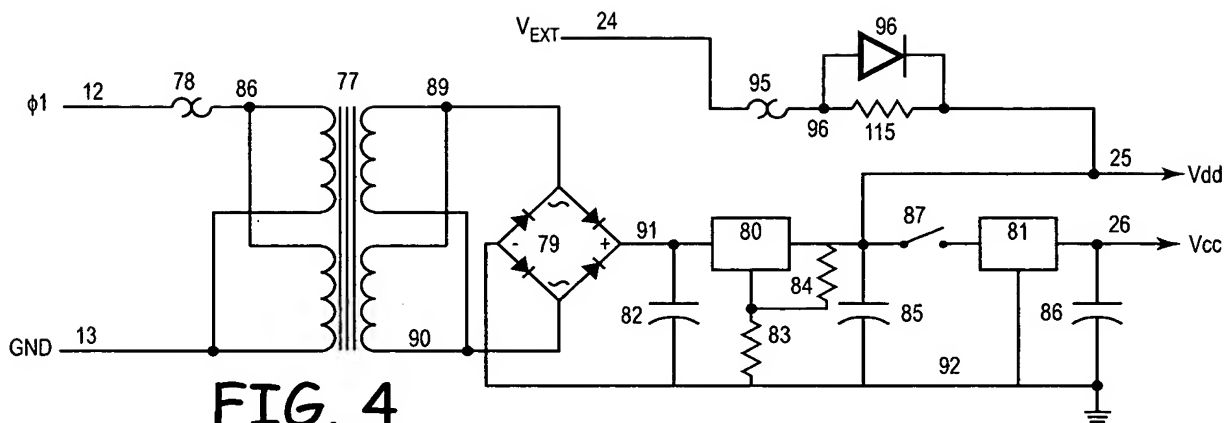 V_EXT 24
96
φ1 12 78 86 77 89
95
96 115
25 Vdd
91 80 87 81 26 Vcc
~
- 79 +
~
84
82 85 86
83
GND 13 90 92
FIG. 4